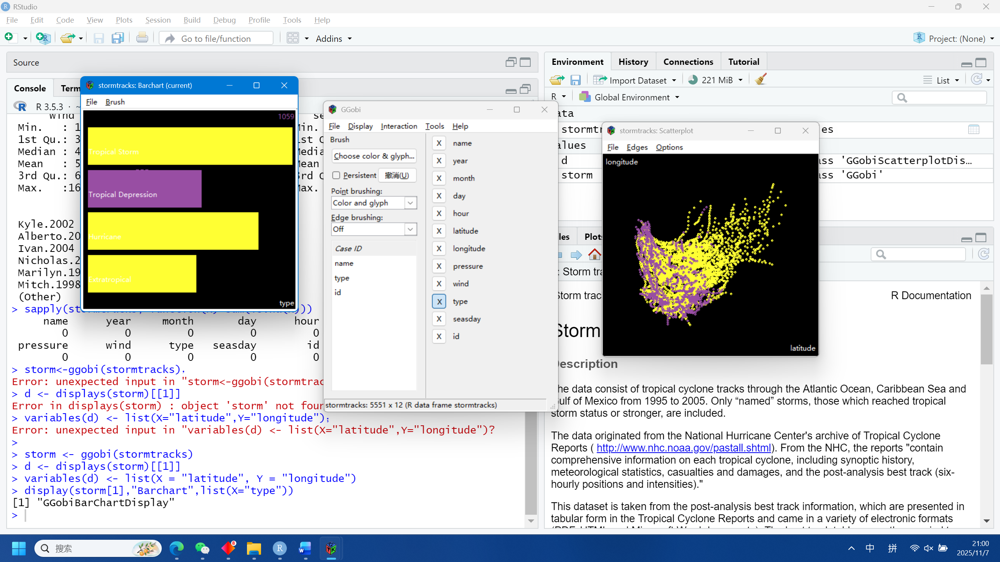 RStudio
File Edit Code View Plots Session Build Debug Profile Tools Help
Go to file/function Addins Project: (None)
Source
Console Term
R 3.5.3 · ~
wind
Min. : 1
1st Qu.: 3
Median : 4
Mean : 5
3rd Qu.: 6
Max. :16
Kyle.2002
Alberto.20
Ivan.2004
Nicholas.2
Marilyn.19
Mitch.1998
(Other)
> sapply(st
name year month day hour
0 0 0 0 0
pressure wind type seasday id
0 0 0 0 0
> storm<-ggobi(stormtracks)，
Error: unexpected input in "storm<-ggobi(stormtrac
> d <- displays(storm)[[1]]
Error in displays(storm) : object 'storm' not four
> variables(d) <- list(X="latitude",Y="longitude")；
Error: unexpected input in "variables(d) <- list(X="latitude",Y="longitude")?
>
> storm <- ggobi(stormtracks)
> d <- displays(storm)[[1]]
> variables(d) <- list(X = "latitude", Y = "longitude")
> display(storm[1],"Barchart",list(X="type"))
[1] "GGobiBarChartDisplay"
>
stormtracks: Barchart (current)
File Brush
1059
Tropical Storm
Tropical Depression
Hurricane
Extratropical
type
GGobi
File Display Interaction Tools Help
Brush
Choose color & glyph...
Persistent 撤消(U)
Point brushing:
Color and glyph
Edge brushing:
Off
Case ID
name
type
id
X name
X year
X month
X day
X hour
X latitude
X longitude
X pressure
X wind
X type
X seasday
X id
stormtracks: 5551 x 12 (R data frame stormtracks)
Environment History Connections Tutorial
Import Dataset 221 MiB List
R Global Environment
ata
stormtr es
alues
d ass 'GGobiScatterplotDis…
storm ass 'GGobi'
stormtracks: Scatterplot
File Edges Options
longitude
latitude
les Plots
: Storm tra
Storm trac R Documentation
Storm
escription
he data consist of tropical cyclone tracks through the Atlantic Ocean, Caribbean Sea and
ulf of Mexico from 1995 to 2005. Only “named” storms, those which reached tropical
storm status or stronger, are included.
The data originated from the National Hurricane Center's archive of Tropical Cyclone
Reports ( http://www.nhc.noaa.gov/pastall.shtml). From the NHC, the reports "contain
comprehensive information on each tropical cyclone, including synoptic history,
meteorological statistics, casualties and damages, and the post-analysis best track (six-
hourly positions and intensities)."
This dataset is taken from the post-analysis best track information, which are presented in
tabular form in the Tropical Cyclone Reports and came in a variety of electronic formats
搜索
8
中 拼
21:00
2025/11/7